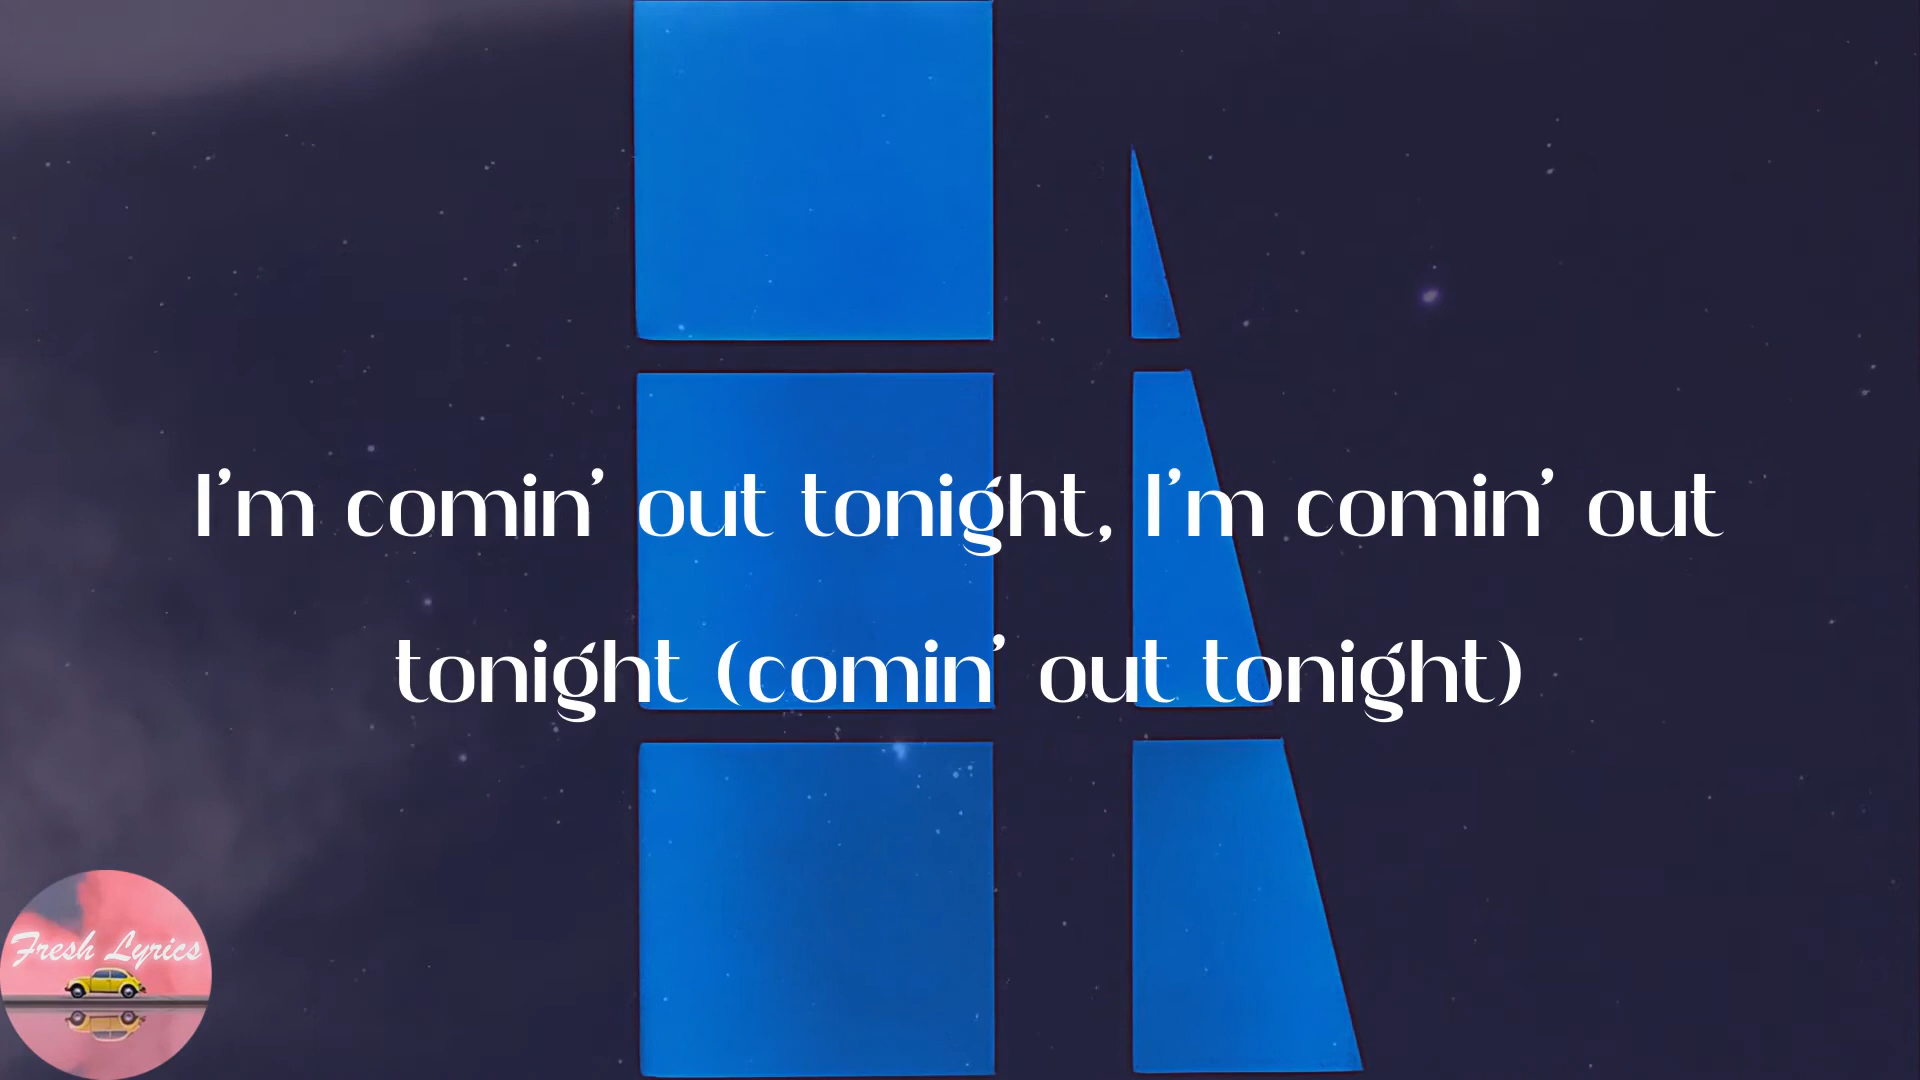 I'm comin' out tonight, I'm comin' out
tonight (comin' out tonight)
Fresh Lyrics